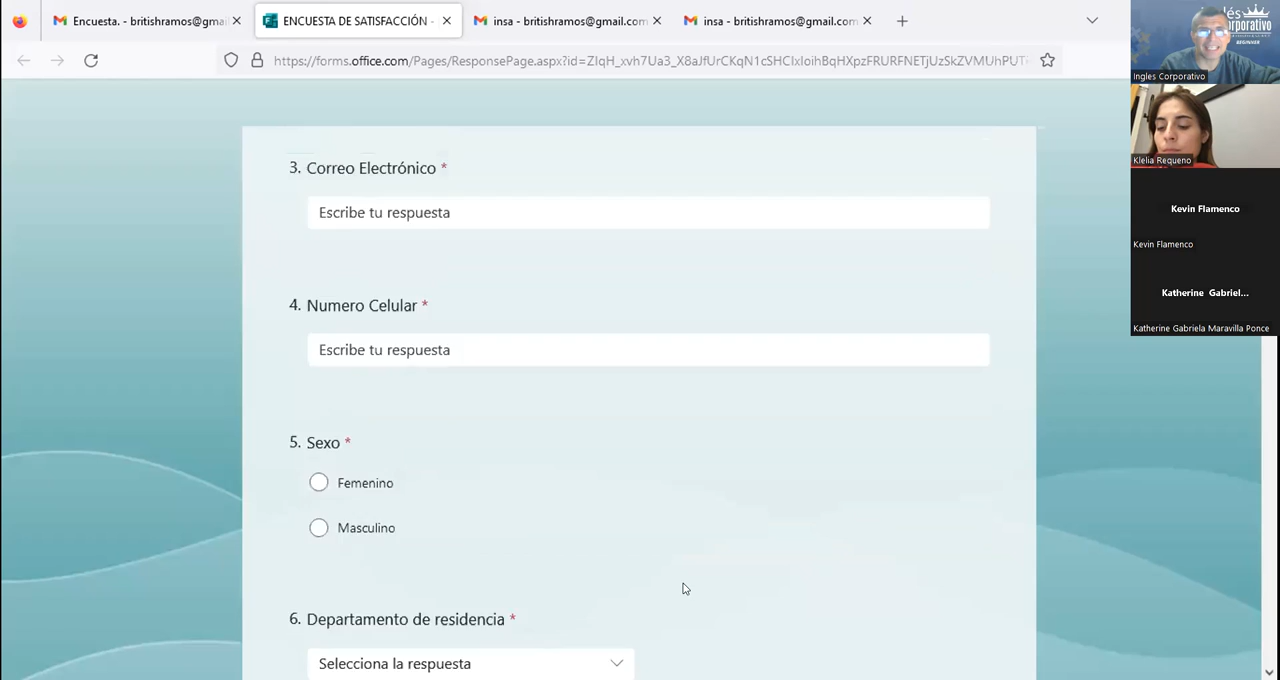 Encuesta. - britishramos@gmai
ENCUESTA DE SATISFACCIÓN -
insa - britishramos@gmail.com
insa - britishramos@gmail.com
https://forms.office.com/Pages/ResponsePage.aspx?id=
3. Correo Electrónico *
Escribe tu respuesta
4. Numero Celular *
Escribe tu respuesta
5. Sexo *
Femenino
Masculino
6. Departamento de residencia *
Selecciona la respuesta
BEGINNER
Ingles Corporativo
Klelia Requeno
Kevin Flamenco
Kevin Flamenco
Katherine Gabriel...
Katherine Gabriela Maravilla Ponce